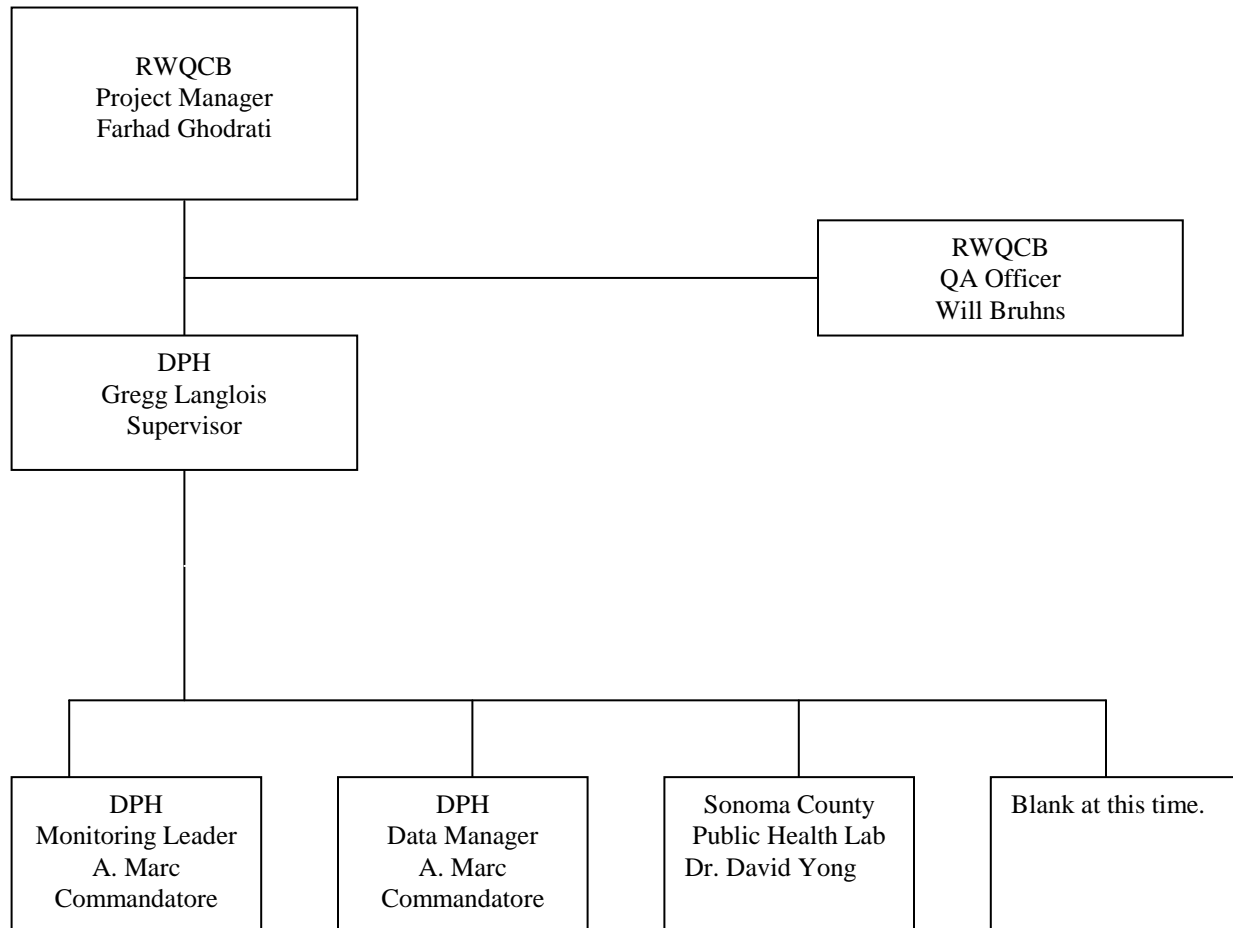 RWQCB
Project Manager
Farhad Ghodrati
RWQCB
QA Officer
Will Bruhns
DPH
Gregg Langlois
Supervisor
DPH
Monitoring Leader
A. Marc
Commandatore
DPH
Data Manager
A. Marc
Commandatore
Sonoma County
Public Health Lab
Dr. David Yong
Blank at this time.